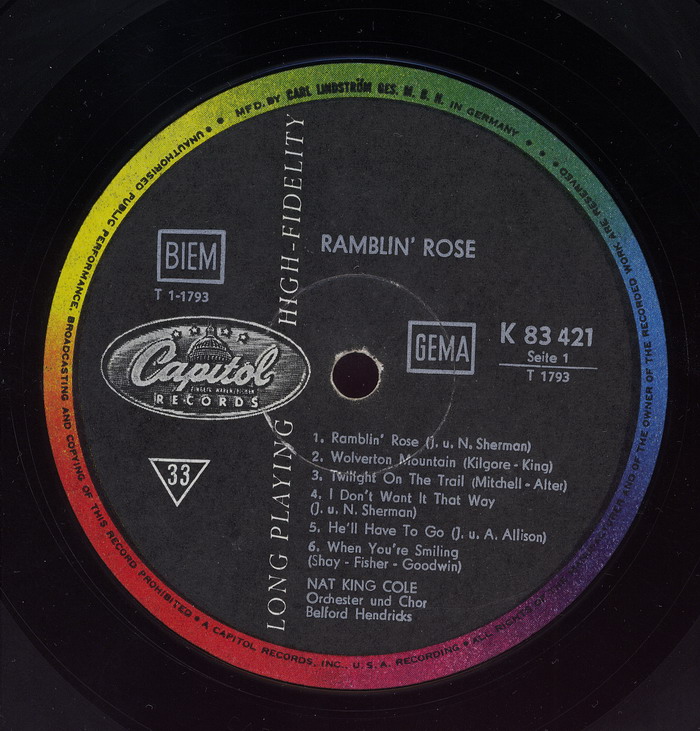 MFD. BY CARL LINDSTRÖM GES. M. B. H. IN GERMANY
ALL RIGHTS OF THE MANUFACTURER AND OF THE OWNER OF THE RECORDED WORK ARE RESERVED
UNAUTHORISED PUBLIC PERFORMANCE, BROADCASTING AND COPYING OF THIS RECORD PROHIBITED • A CAPITOL RECORDS, INC., U.S.A. RECORDING •
LONG PLAYING HIGH-FIDELITY
RAMBLIN' ROSE
BIEM
T 1-1793
Capitol
RECORDS
GEMA
K 83 421
Seite 1
T 1793
33
1. Ramblin' Rose (J. u. N. Sherman)
2. Wolverton Mountain (Kilgore - King)
3. Twilight On The Trail (Mitchell - Alter)
4. I Don't Want It That Way
(J. u. N. Sherman)
5. He'll Have To Go (J. u. A. Allison)
6. When You're Smiling
(Shay - Fisher - Goodwin)
NAT KING COLE
Orchester und Chor
Belford Hendricks